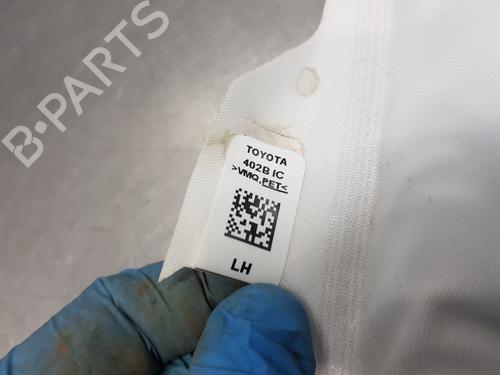 B-PARTS
TOYOTA
402B IC
>VMQ,PET<
LH